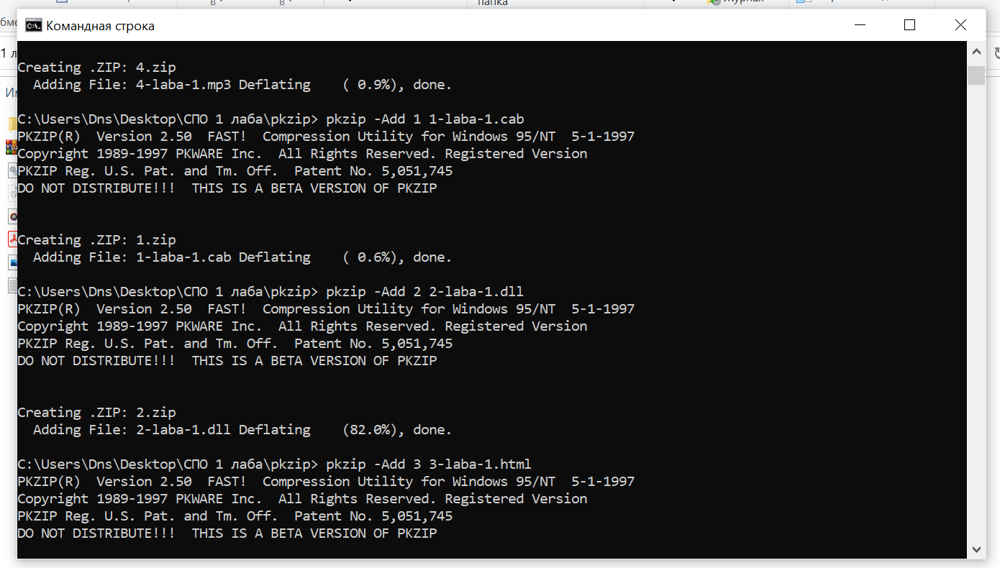 папка
Журнал
Командная строка
Creating .ZIP: 4.zip
Adding File: 4-laba-1.mp3 Deflating    ( 0.9%), done.
C:\Users\Dns\Desktop\СПО 1 лаба\pkzip> pkzip -Add 1 1-laba-1.cab
PKZIP(R)  Version 2.50  FAST!  Compression Utility for Windows 95/NT  5-1-1997
Copyright 1989-1997 PKWARE Inc.  All Rights Reserved. Registered Version
PKZIP Reg. U.S. Pat. and Tm. Off.  Patent No. 5,051,745
DO NOT DISTRIBUTE!!!  THIS IS A BETA VERSION OF PKZIP
Creating .ZIP: 1.zip
Adding File: 1-laba-1.cab Deflating    ( 0.6%), done.
C:\Users\Dns\Desktop\СПО 1 лаба\pkzip> pkzip -Add 2 2-laba-1.dll
PKZIP(R)  Version 2.50  FAST!  Compression Utility for Windows 95/NT  5-1-1997
Copyright 1989-1997 PKWARE Inc.  All Rights Reserved. Registered Version
PKZIP Reg. U.S. Pat. and Tm. Off.  Patent No. 5,051,745
DO NOT DISTRIBUTE!!!  THIS IS A BETA VERSION OF PKZIP
Creating .ZIP: 2.zip
Adding File: 2-laba-1.dll Deflating    (82.0%), done.
C:\Users\Dns\Desktop\СПО 1 лаба\pkzip> pkzip -Add 3 3-laba-1.html
PKZIP(R)  Version 2.50  FAST!  Compression Utility for Windows 95/NT  5-1-1997
Copyright 1989-1997 PKWARE Inc.  All Rights Reserved. Registered Version
PKZIP Reg. U.S. Pat. and Tm. Off.  Patent No. 5,051,745
DO NOT DISTRIBUTE!!!  THIS IS A BETA VERSION OF PKZIP